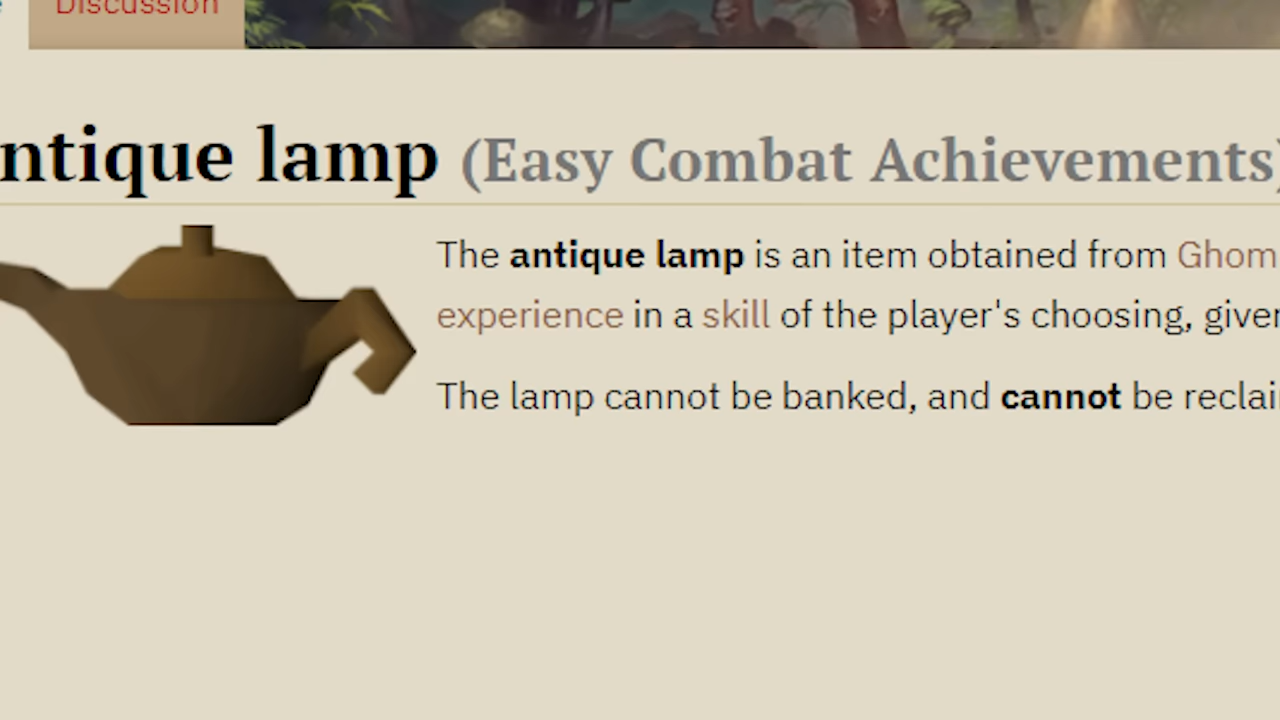 Discussion
ntique lamp (Easy Combat Achievements)
The antique lamp is an item obtained from Ghom
experience in a skill of the player's choosing, given
The lamp cannot be banked, and cannot be reclai